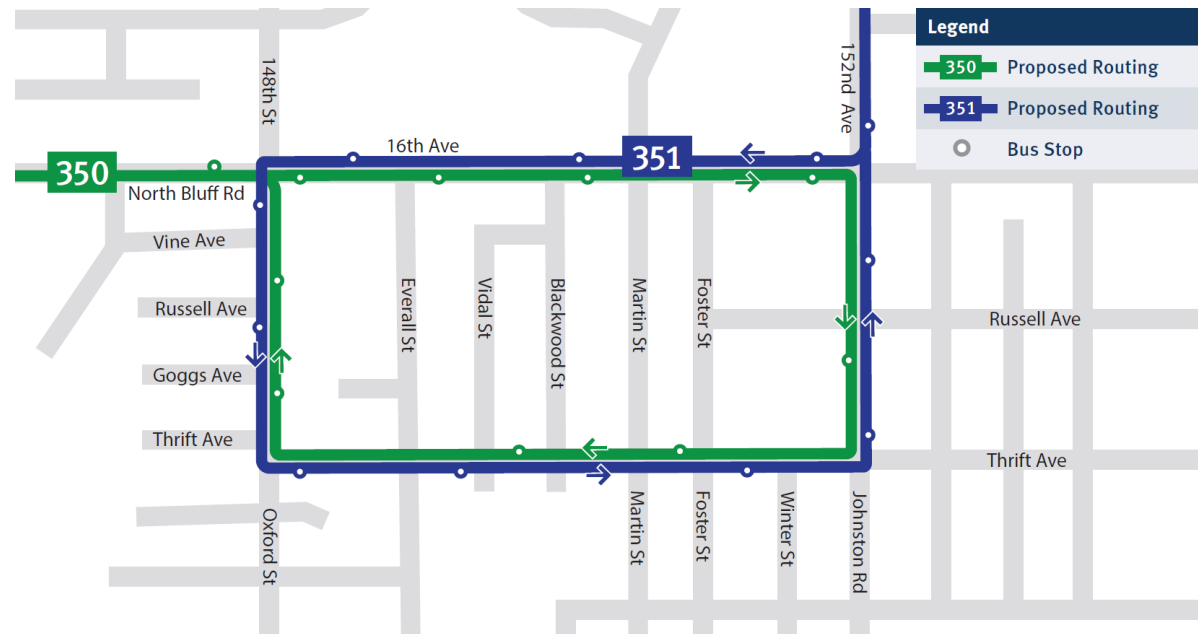 Legend
350 Proposed Routing
351 Proposed Routing
Bus Stop
148th St
152nd Ave
16th Ave
351
350
North Bluff Rd
Vine Ave
Russell Ave
Goggs Ave
Thrift Ave
Everall St
Vidal St
Blackwood St
Martin St
Foster St
Russell Ave
Thrift Ave
Oxford St
Martin St
Foster St
Winter St
Johnston Rd